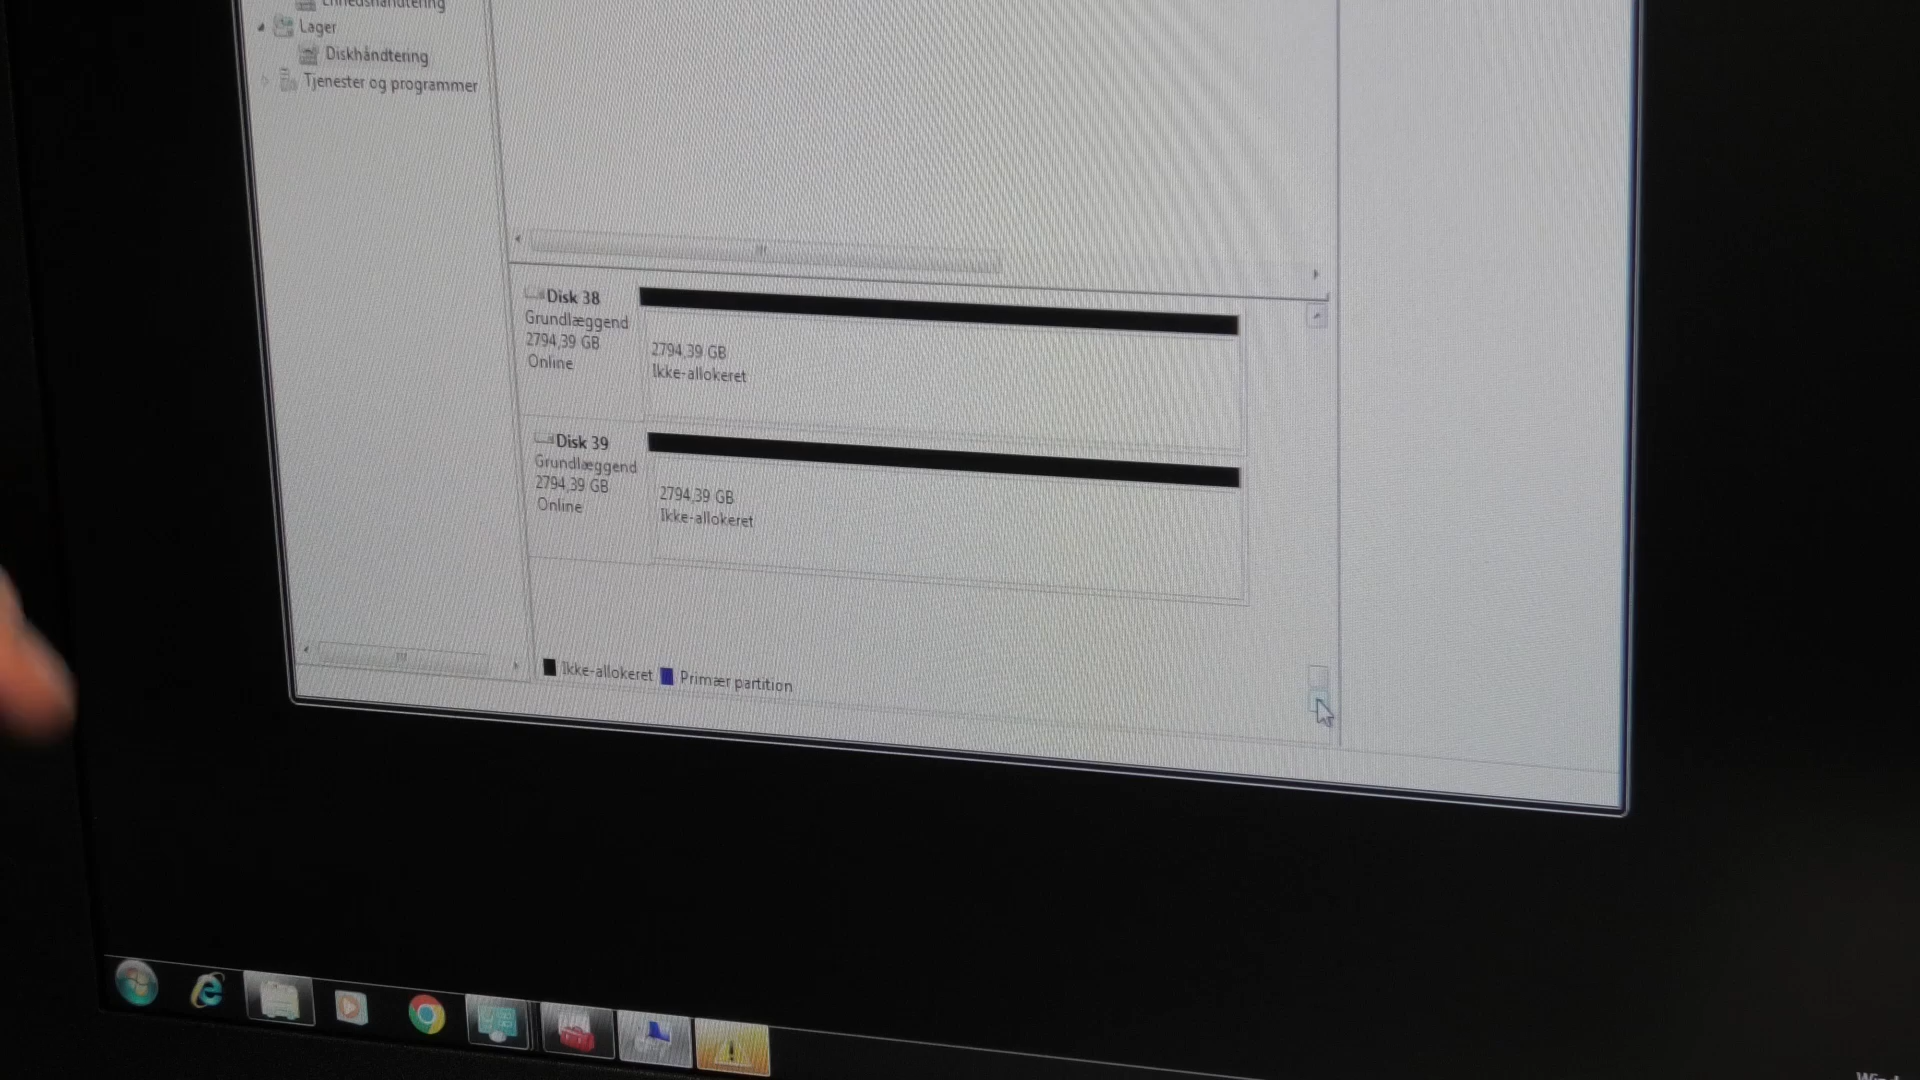 Enhedshåndtering
Lager
Diskhåndtering
Tjenester og programmer
Disk 38
Grundlæggend
2794,39 GB
Online
2794,39 GB
Ikke-allokeret
Disk 39
Grundlæggend
2794,39 GB
Online
2794,39 GB
Ikke-allokeret
Ikke-allokeret Primær partition